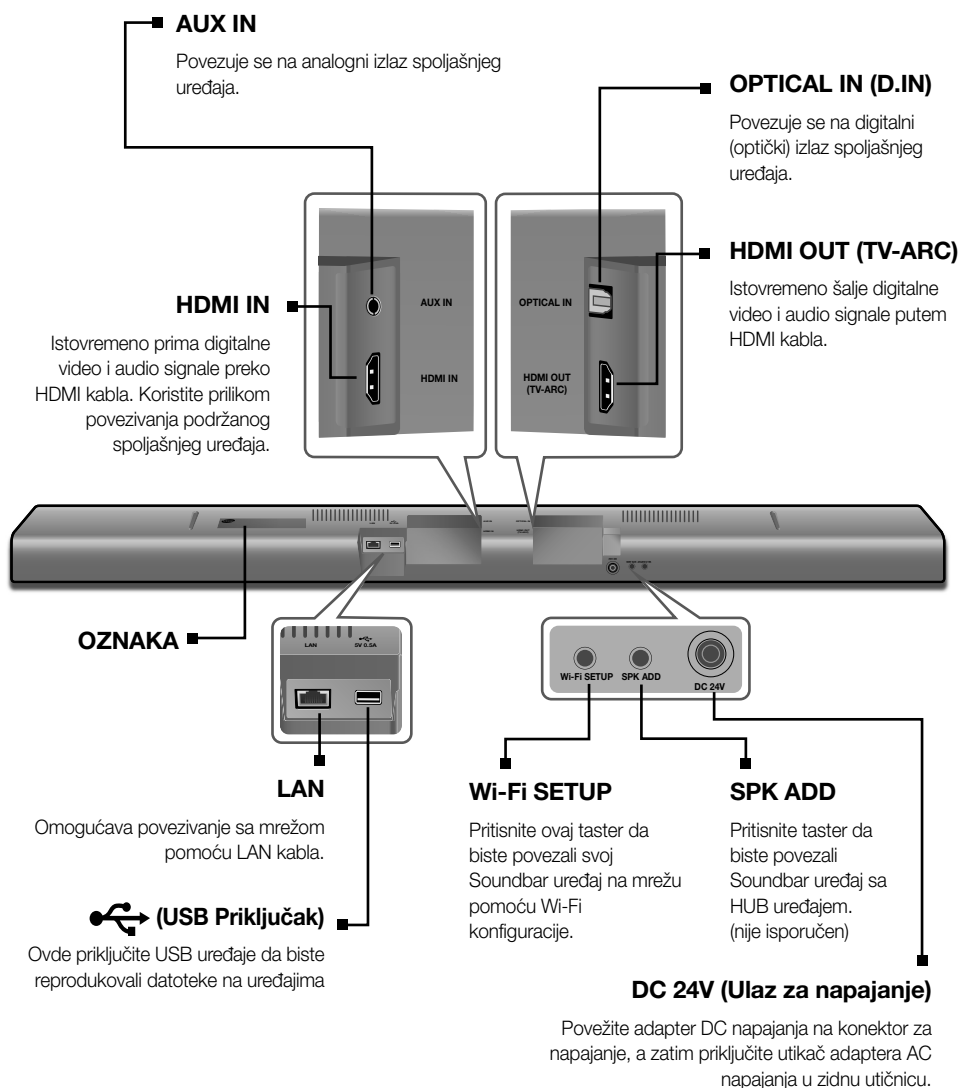 AUX IN
Povezuje se na analogni izlaz spoljašnjeg
uređaja.
OPTICAL IN (D.IN)
Povezuje se na digitalni
(optički) izlaz spoljašnjeg
uređaja.
HDMI OUT (TV-ARC)
Istovremeno šalje digitalne
video i audio signale putem
HDMI kabla.
HDMI IN
Istovremeno prima digitalne
video i audio signale preko
HDMI kabla. Koristite prilikom
povezivanja podržanog
spoljašnjeg uređaja.
AUX IN
HDMI IN
OPTICAL IN
HDMI OUT
(TV-ARC)
OZNAKA
LAN
5V 0.5A
Wi-Fi SETUP
SPK ADD
DC 24V
LAN
Omogućava povezivanje sa mrežom
pomoću LAN kabla.
(USB Priključak)
Ovde priključite USB uređaje da biste
reprodukovali datoteke na uređajima
Wi-Fi SETUP
Pritisnite ovaj taster da
biste povezali svoj
Soundbar uređaj na mrežu
pomoću Wi-Fi
konfiguracije.
SPK ADD
Pritisnite taster da
biste povezali
Soundbar uređaj sa
HUB uređajem.
(nije isporučen)
DC 24V (Ulaz za napajanje)
Povežite adapter DC napajanja na konektor za
napajanje, a zatim priključite utikač adaptera AC
napajanja u zidnu utičnicu.